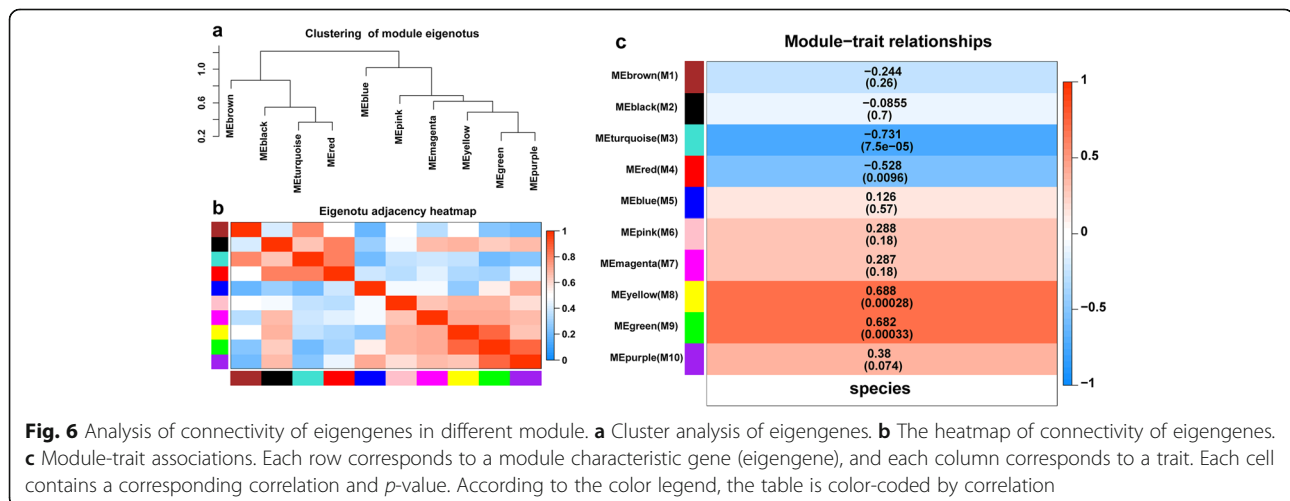 a
Clustering of module eigenotus
1.0
0.6
0.2
MEbrown
MEblack
MEturquoise
MEred
MEblue
MEpink
MEmagenta
MEyellow
MEgreen
MEpurple
b
Eigenotu adjacency heatmap
1
0.8
0.6
0.4
0.2
0
c
Module−trait relationships
MEbrown(M1)
−0.244
(0.26)
MEblack(M2)
−0.0855
(0.7)
MEturquoise(M3)
−0.731
(7.5e−05)
MEred(M4)
−0.528
(0.0096)
MEblue(M5)
0.126
(0.57)
MEpink(M6)
0.288
(0.18)
MEmagenta(M7)
0.287
(0.18)
MEyellow(M8)
0.688
(0.00028)
MEgreen(M9)
0.682
(0.00033)
MEpurple(M10)
0.38
(0.074)
species
1
0.5
0
−0.5
−1
Fig. 6 Analysis of connectivity of eigengenes in different module. a Cluster analysis of eigengenes. b The heatmap of connectivity of eigengenes.
c Module-trait associations. Each row corresponds to a module characteristic gene (eigengene), and each column corresponds to a trait. Each cell
contains a corresponding correlation and p-value. According to the color legend, the table is color-coded by correlation